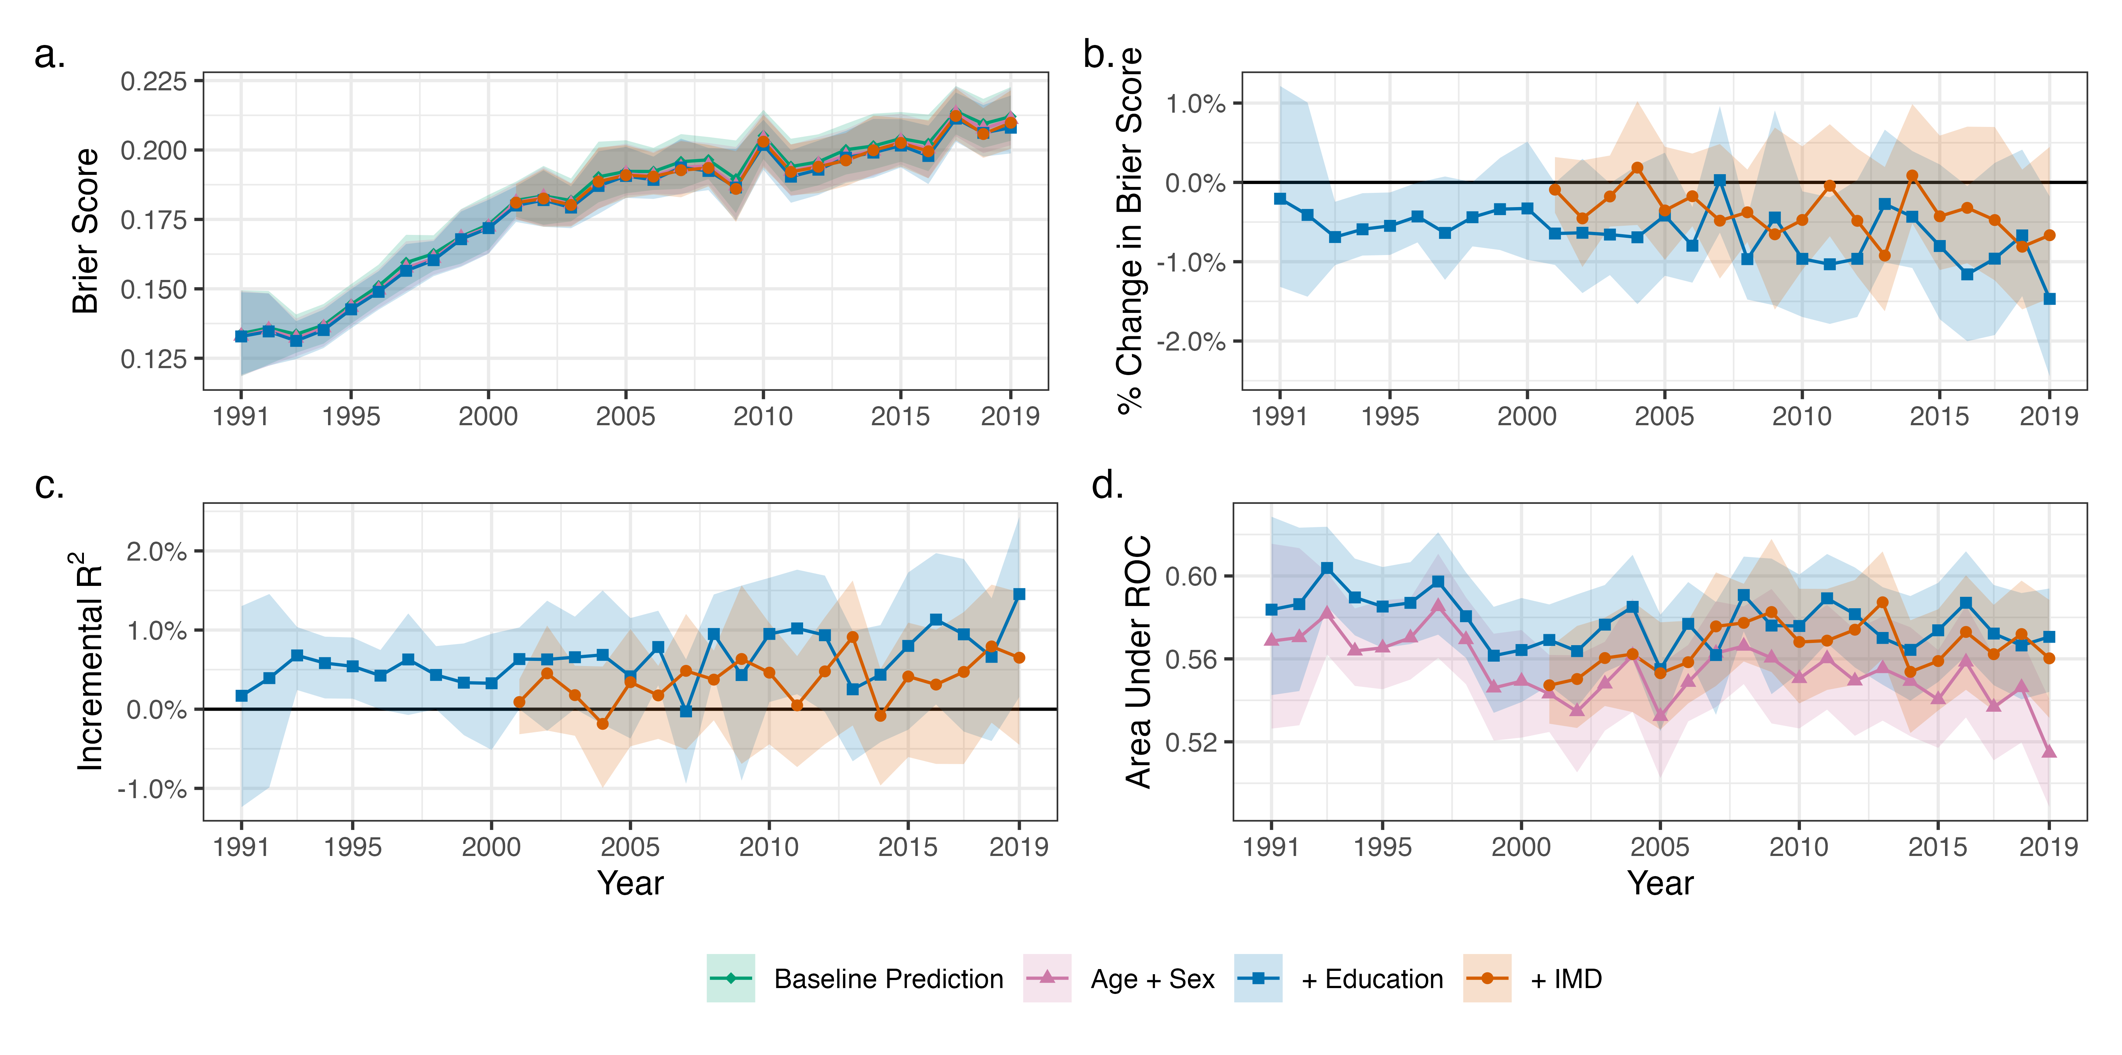 a.
Brier Score
0.225
0.200
0.175
0.150
0.125
1991 1995 2000 2005 2010 2015 2019
b.
% Change in Brier Score
1.0%
0.0%
-1.0%
-2.0%
1991 1995 2000 2005 2010 2015 2019
c.
Incremental R²
2.0%
1.0%
0.0%
-1.0%
1991 1995 2000 2005 2010 2015 2019
Year
d.
Area Under ROC
0.60
0.56
0.52
1991 1995 2000 2005 2010 2015 2019
Year
Baseline Prediction Age + Sex + Education + IMD